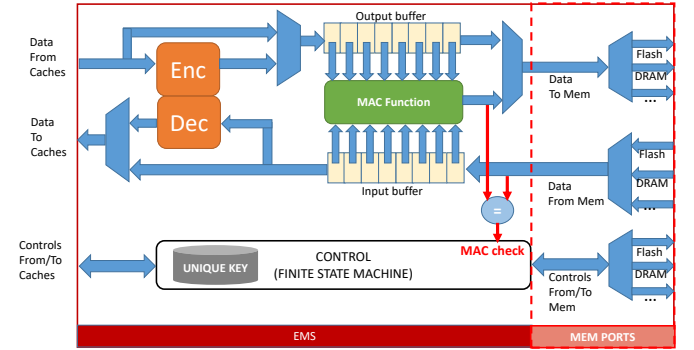 Output buffer
Data
From
Caches
Enc
Flash
DRAM
...
Data
To Mem
MAC Function
Data
To
Caches
Dec
Flash
DRAM
...
Input buffer
Data
From Mem
=
MAC check
Controls
From/To
Caches
UNIQUE KEY
CONTROL
(FINITE STATE MACHINE)
Flash
DRAM
...
Controls
From/To
Mem
EMS
MEM PORTS